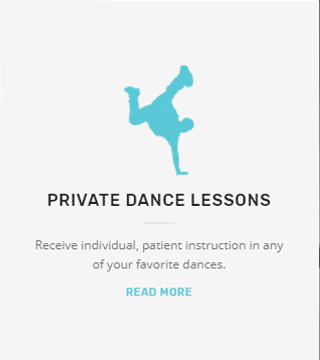 PRIVATE DANCE LESSONS
Receive individual, patient instruction in any
of your favorite dances.
READ MORE